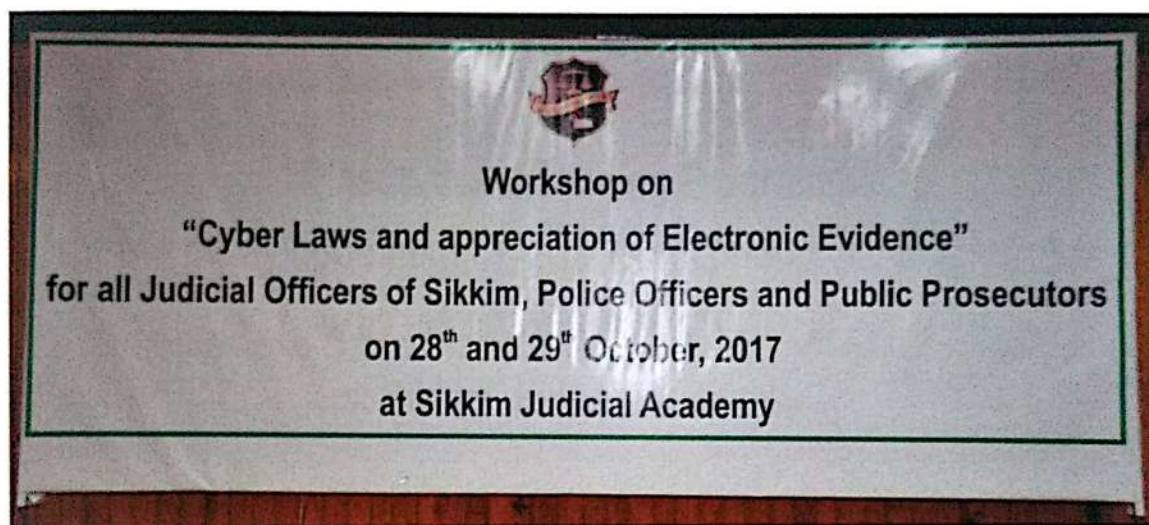 Workshop on
“Cyber Laws and appreciation of Electronic Evidence”
for all Judicial Officers of Sikkim, Police Officers and Public Prosecutors
on 28th and 29th October, 2017
at Sikkim Judicial Academy